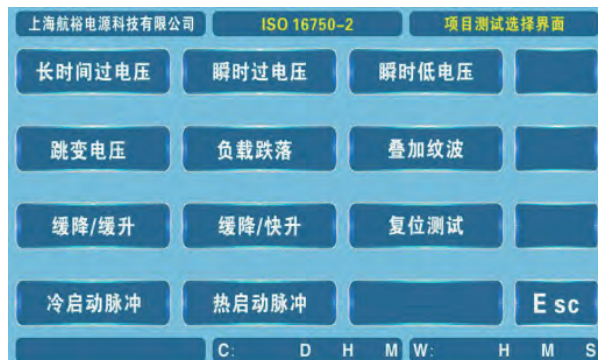 上海航裕电源科技有限公司 ISO 16750-2 项目测试选择界面
长时间过电压 瞬时过电压 瞬时低电压
跳变电压 负载跌落 叠加纹波
缓降/缓升 缓降/快升 复位测试
冷启动脉冲 热启动脉冲 Esc
C: D H M W: H M S